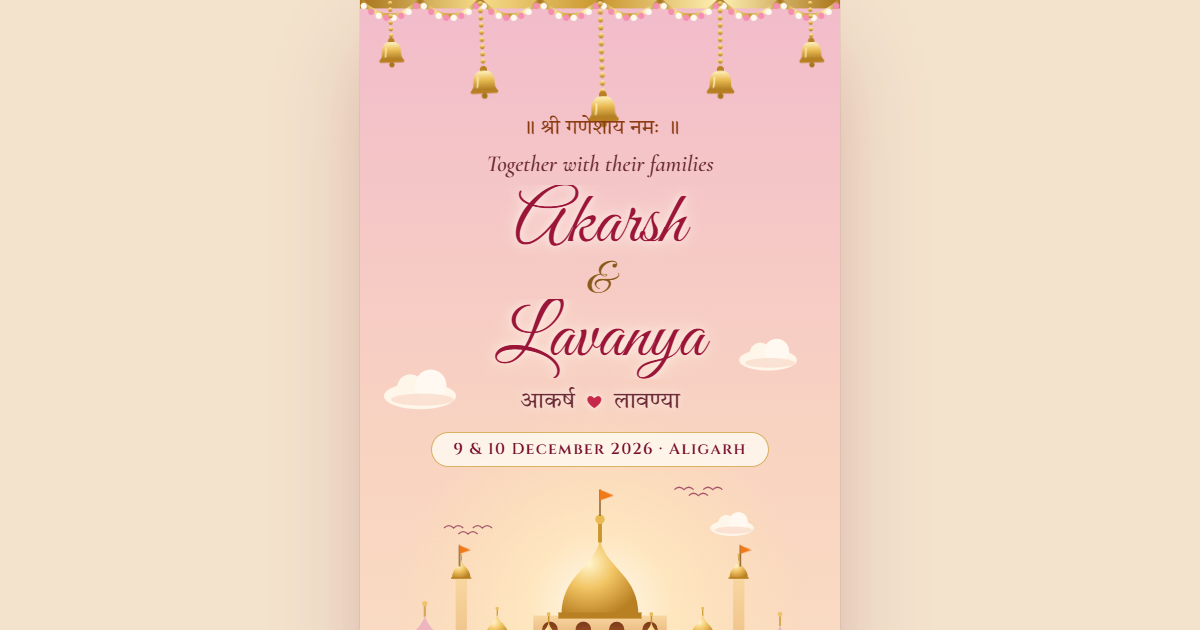 ॥ श्री गणेशाय नमः ॥
Together with their families
Akarsh
&
Lavanya
आकर्ष ♥ लावण्या
9 & 10 December 2026 · Aligarh